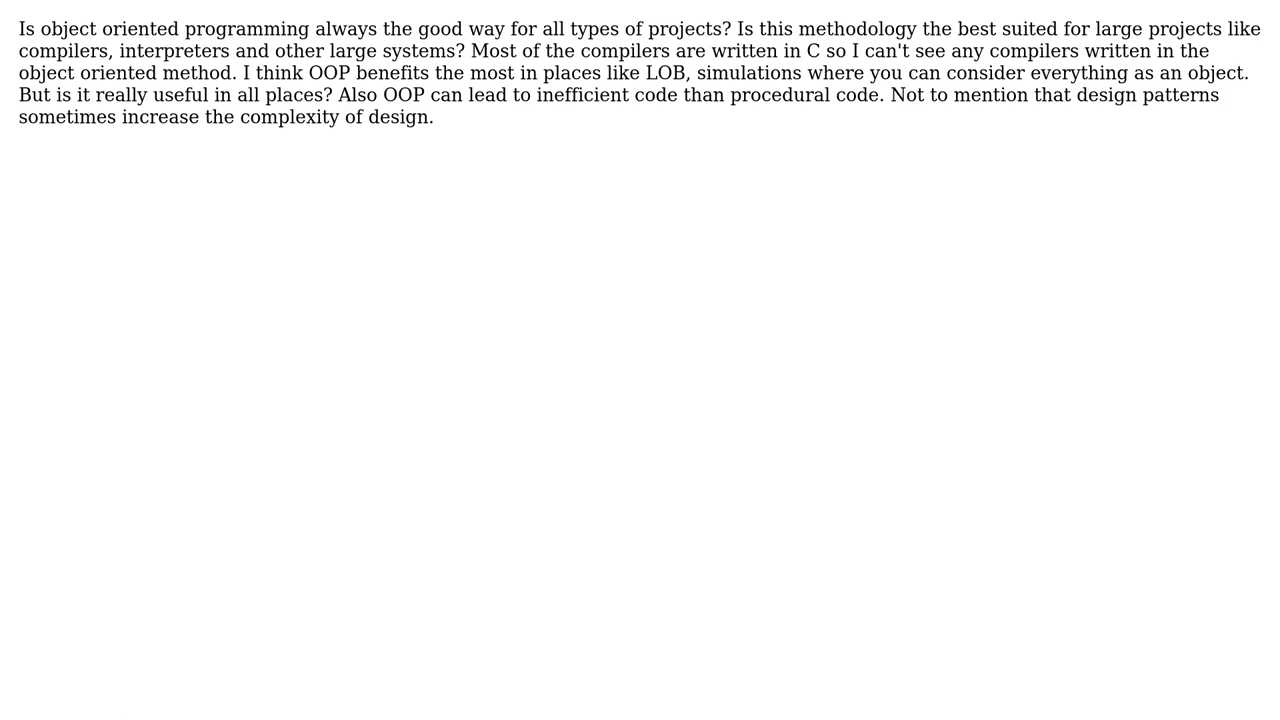 Is object oriented programming always the good way for all types of projects? Is this methodology the best suited for large projects like
compilers, interpreters and other large systems? Most of the compilers are written in C so I can't see any compilers written in the
object oriented method. I think OOP benefits the most in places like LOB, simulations where you can consider everything as an object.
But is it really useful in all places? Also OOP can lead to inefficient code than procedural code. Not to mention that design patterns
sometimes increase the complexity of design.